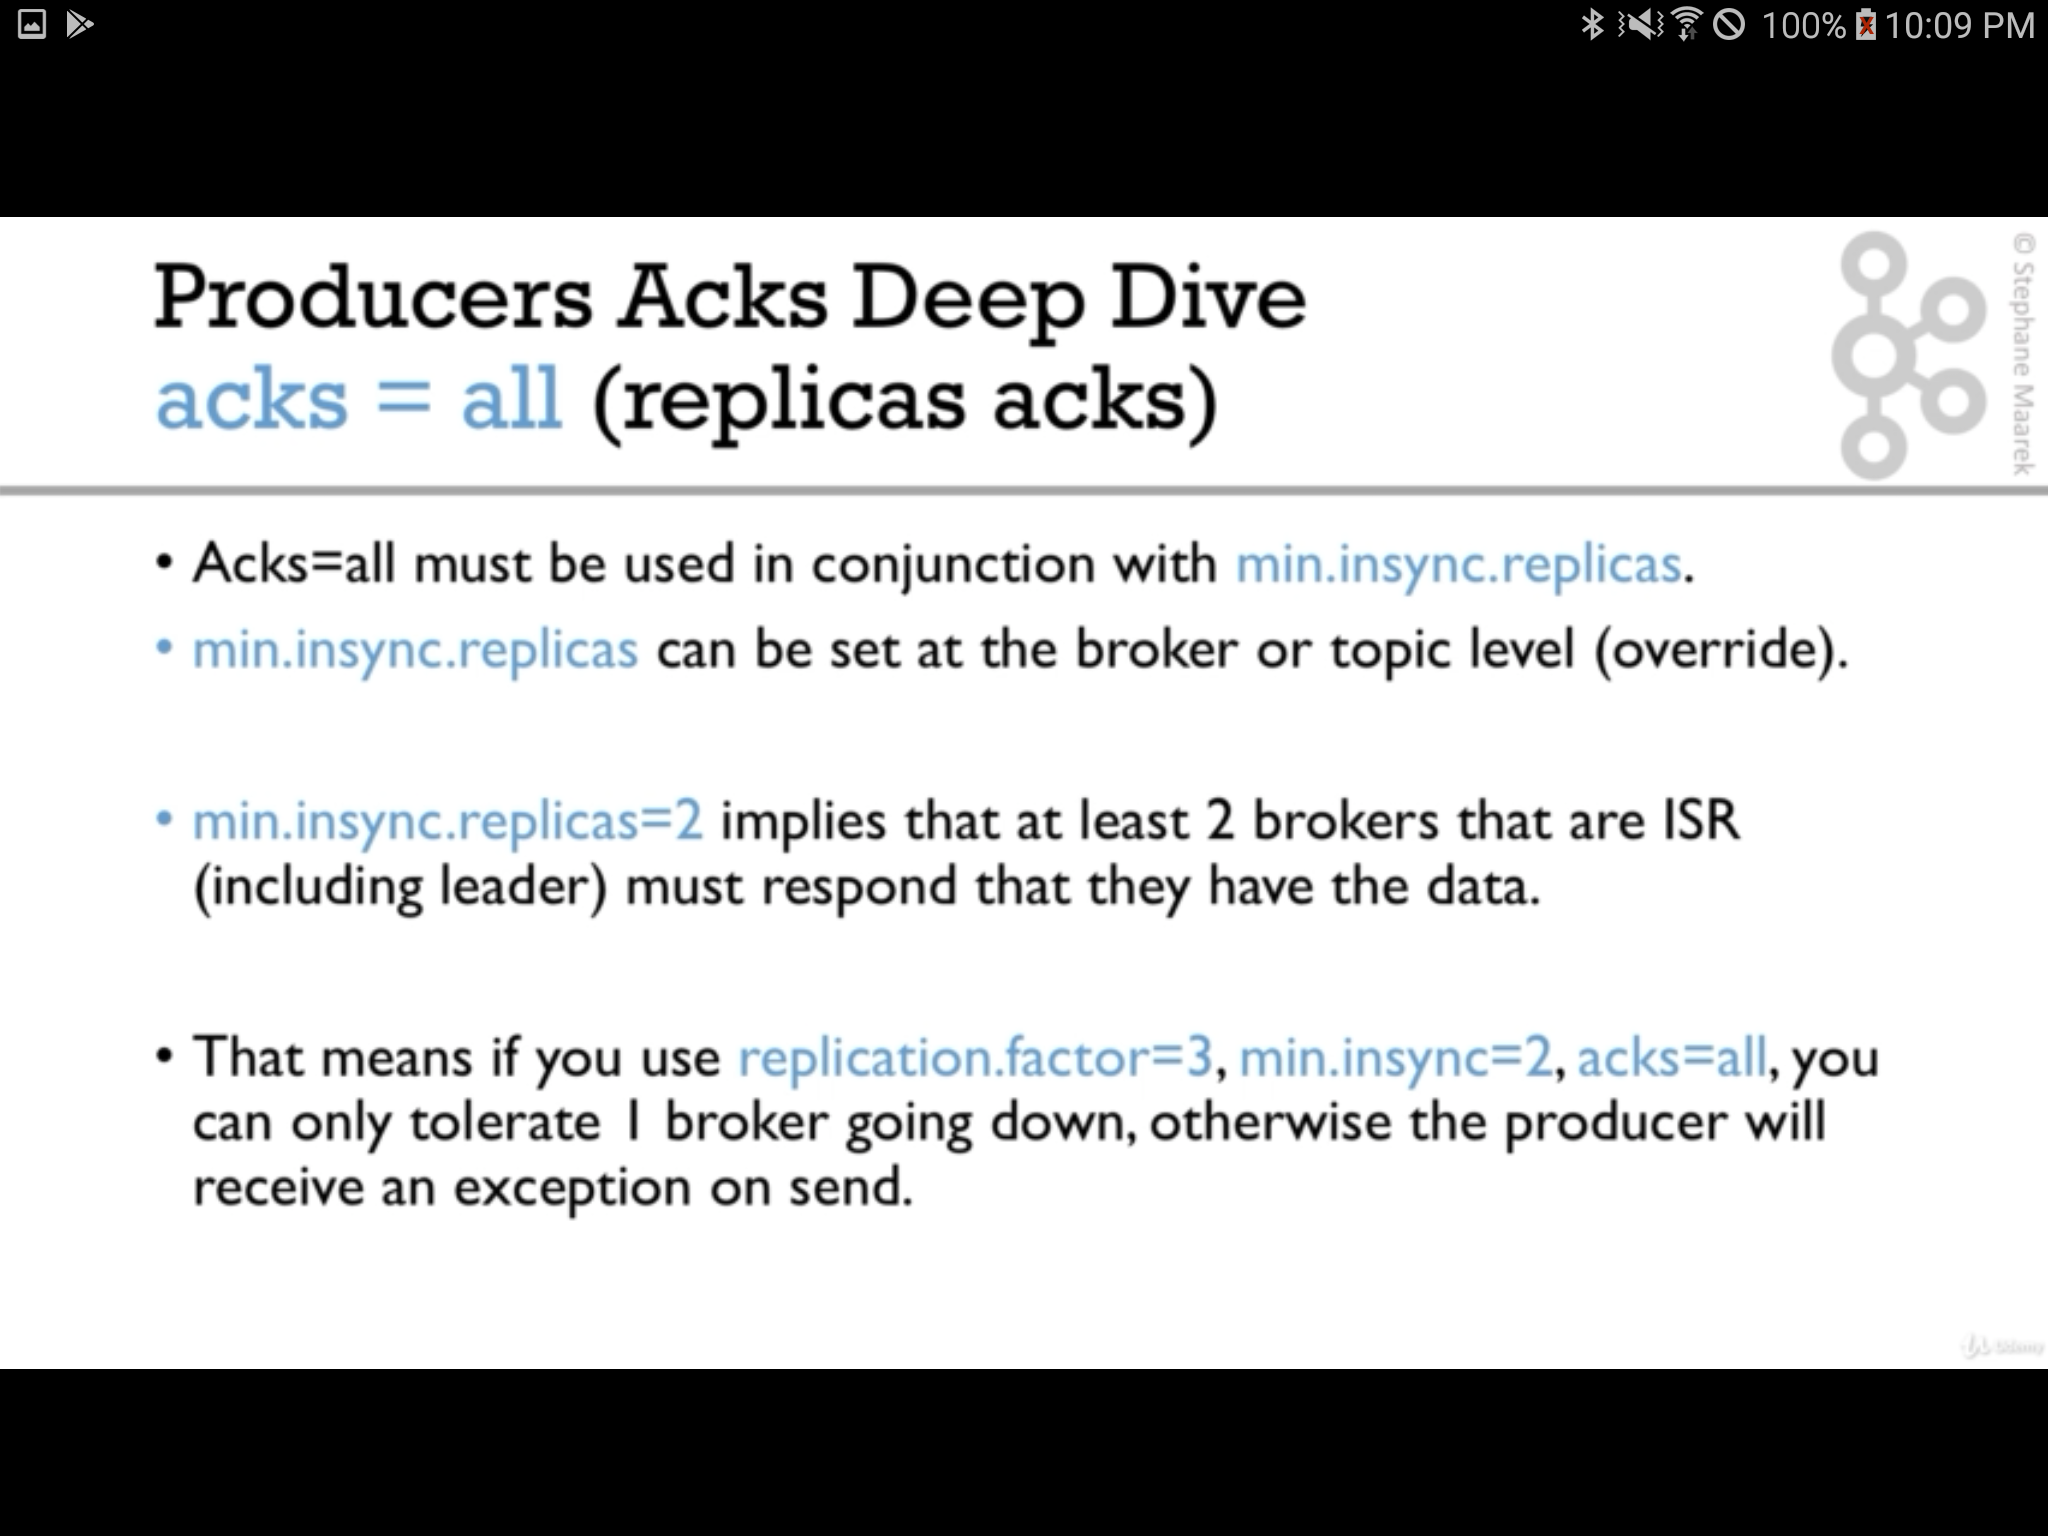 100% 10:09 PM
Producers Acks Deep Dive
acks = all (replicas acks)
© Stephane Maarek
• Acks=all must be used in conjunction with min.insync.replicas.
• min.insync.replicas can be set at the broker or topic level (override).
• min.insync.replicas=2 implies that at least 2 brokers that are ISR
(including leader) must respond that they have the data.
• That means if you use replication.factor=3, min.insync=2, acks=all, you
can only tolerate 1 broker going down, otherwise the producer will
receive an exception on send.
Udemy